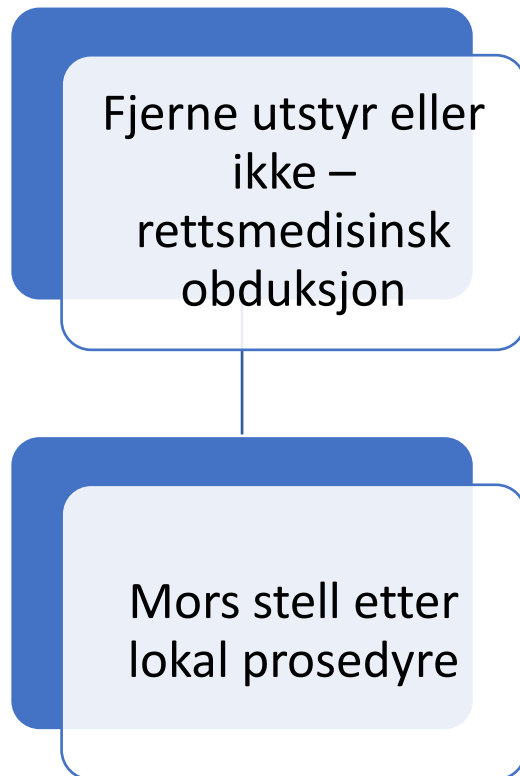 Fjerne utstyr eller
ikke –
rettsmedisinsk
obduksjon
Mors stell etter
lokal prosedyre